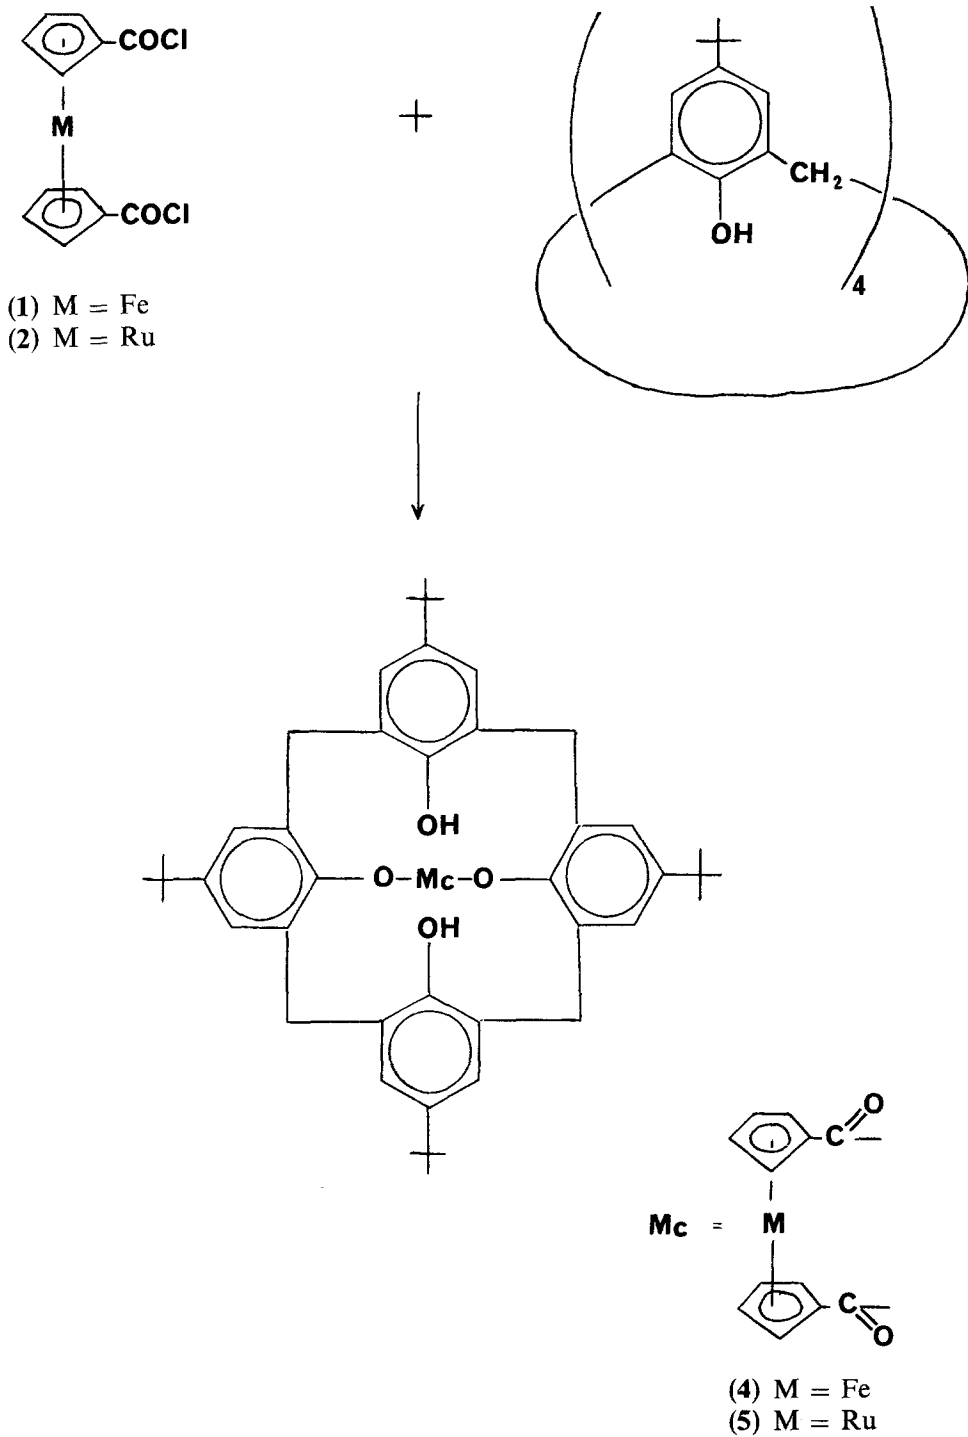 COCl
M
COCl
(1) M = Fe
(2) M = Ru
+
CH2
OH
4
OH
O-Mc-O
OH
O
C
Mc = M
C
O
(4) M = Fe
(5) M = Ru